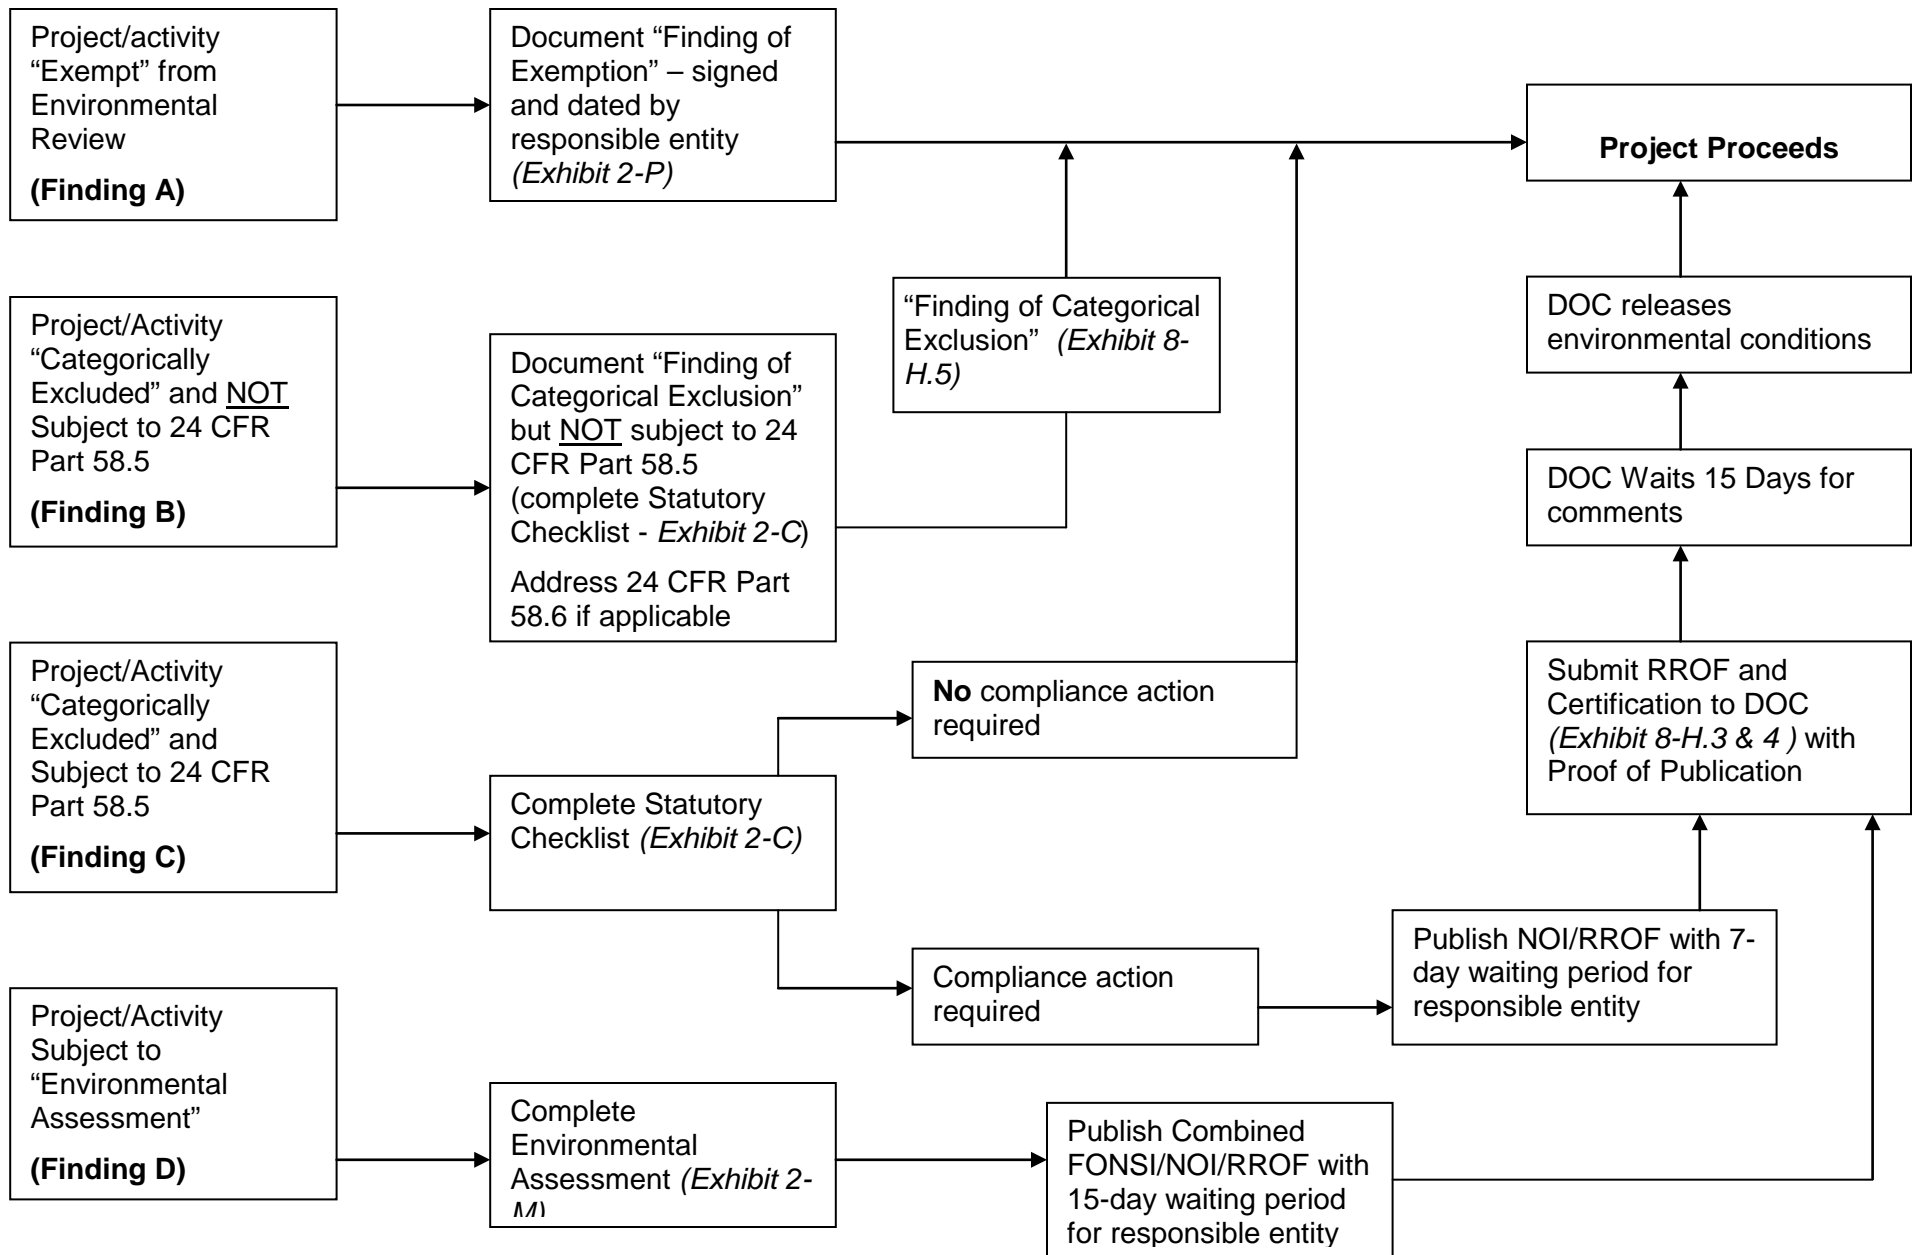 Project/activity
“Exempt” from
Environmental
Review
(Finding A)
Document “Finding of
Exemption” – signed
and dated by
responsible entity
(Exhibit 2-P)
Project Proceeds
Project/Activity
“Categorically
Excluded” and NOT
Subject to 24 CFR
Part 58.5
(Finding B)
Document “Finding of
Categorical Exclusion”
but NOT subject to 24
CFR Part 58.5
(complete Statutory
Checklist - Exhibit 2-C)
Address 24 CFR Part
58.6 if applicable
“Finding of Categorical
Exclusion” (Exhibit 8-
H.5)
DOC releases
environmental conditions
DOC Waits 15 Days for
comments
Project/Activity
“Categorically
Excluded” and
Subject to 24 CFR
Part 58.5
(Finding C)
Complete Statutory
Checklist (Exhibit 2-C)
No compliance action
required
Submit RROF and
Certification to DOC
(Exhibit 8-H.3 & 4 ) with
Proof of Publication
Compliance action
required
Publish NOI/RROF with 7-
day waiting period for
responsible entity
Project/Activity
Subject to
“Environmental
Assessment”
(Finding D)
Complete
Environmental
Assessment (Exhibit 2-
M)
Publish Combined
FONSI/NOI/RROF with
15-day waiting period
for responsible entity